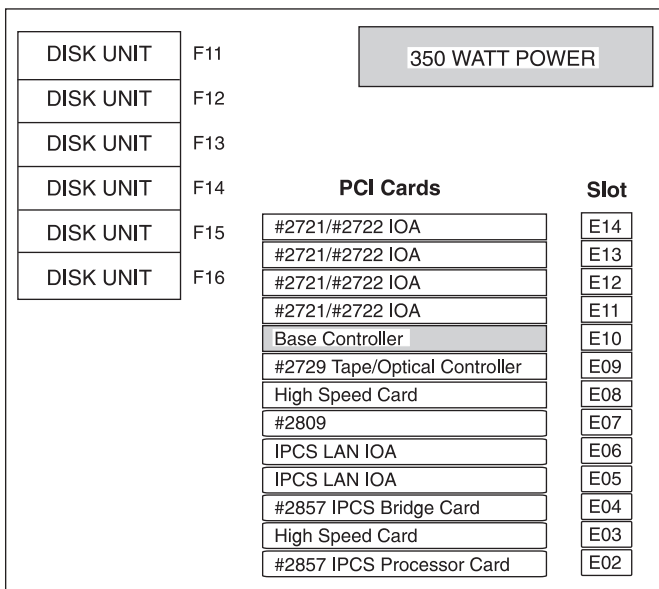 DISK UNIT F11
350 WATT POWER
DISK UNIT F12
DISK UNIT F13
DISK UNIT F14
DISK UNIT F15
DISK UNIT F16
PCI Cards Slot
#2721/#2722 IOA E14
#2721/#2722 IOA E13
#2721/#2722 IOA E12
#2721/#2722 IOA E11
Base Controller E10
#2729 Tape/Optical Controller E09
High Speed Card E08
#2809 E07
IPCS LAN IOA E06
IPCS LAN IOA E05
#2857 IPCS Bridge Card E04
High Speed Card E03
#2857 IPCS Processor Card E02